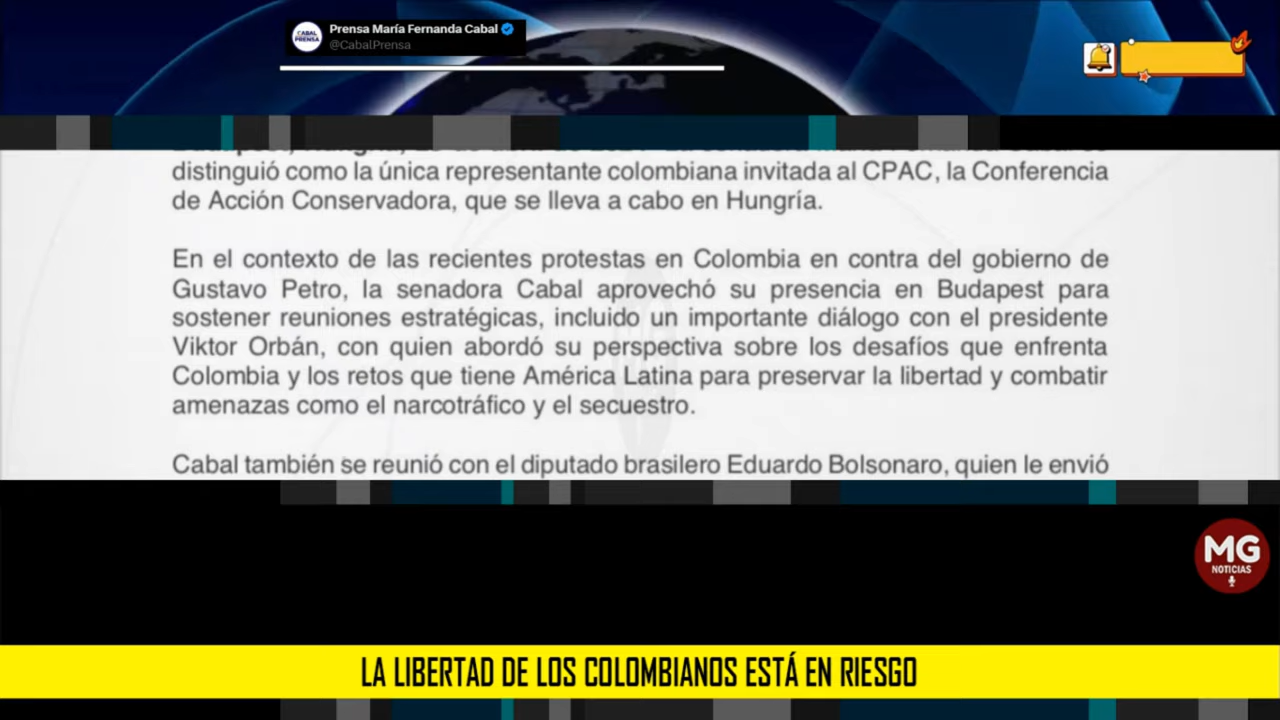 Prensa María Fernanda Cabal
@CabalPrensa
CABAL
PRENSA
distinguió como la única representante colombiana invitada al CPAC, la Conferencia
de Acción Conservadora, que se lleva a cabo en Hungría.
En el contexto de las recientes protestas en Colombia en contra del gobierno de
Gustavo Petro, la senadora Cabal aprovechó su presencia en Budapest para
sostener reuniones estratégicas, incluido un importante diálogo con el presidente
Viktor Orbán, con quien abordó su perspectiva sobre los desafíos que enfrenta
Colombia y los retos que tiene América Latina para preservar la libertad y combatir
amenazas como el narcotráfico y el secuestro.
Cabal también se reunió con el diputado brasilero Eduardo Bolsonaro, quien le envió
MG
NOTICIAS
LA LIBERTAD DE LOS COLOMBIANOS ESTÁ EN RIESGO